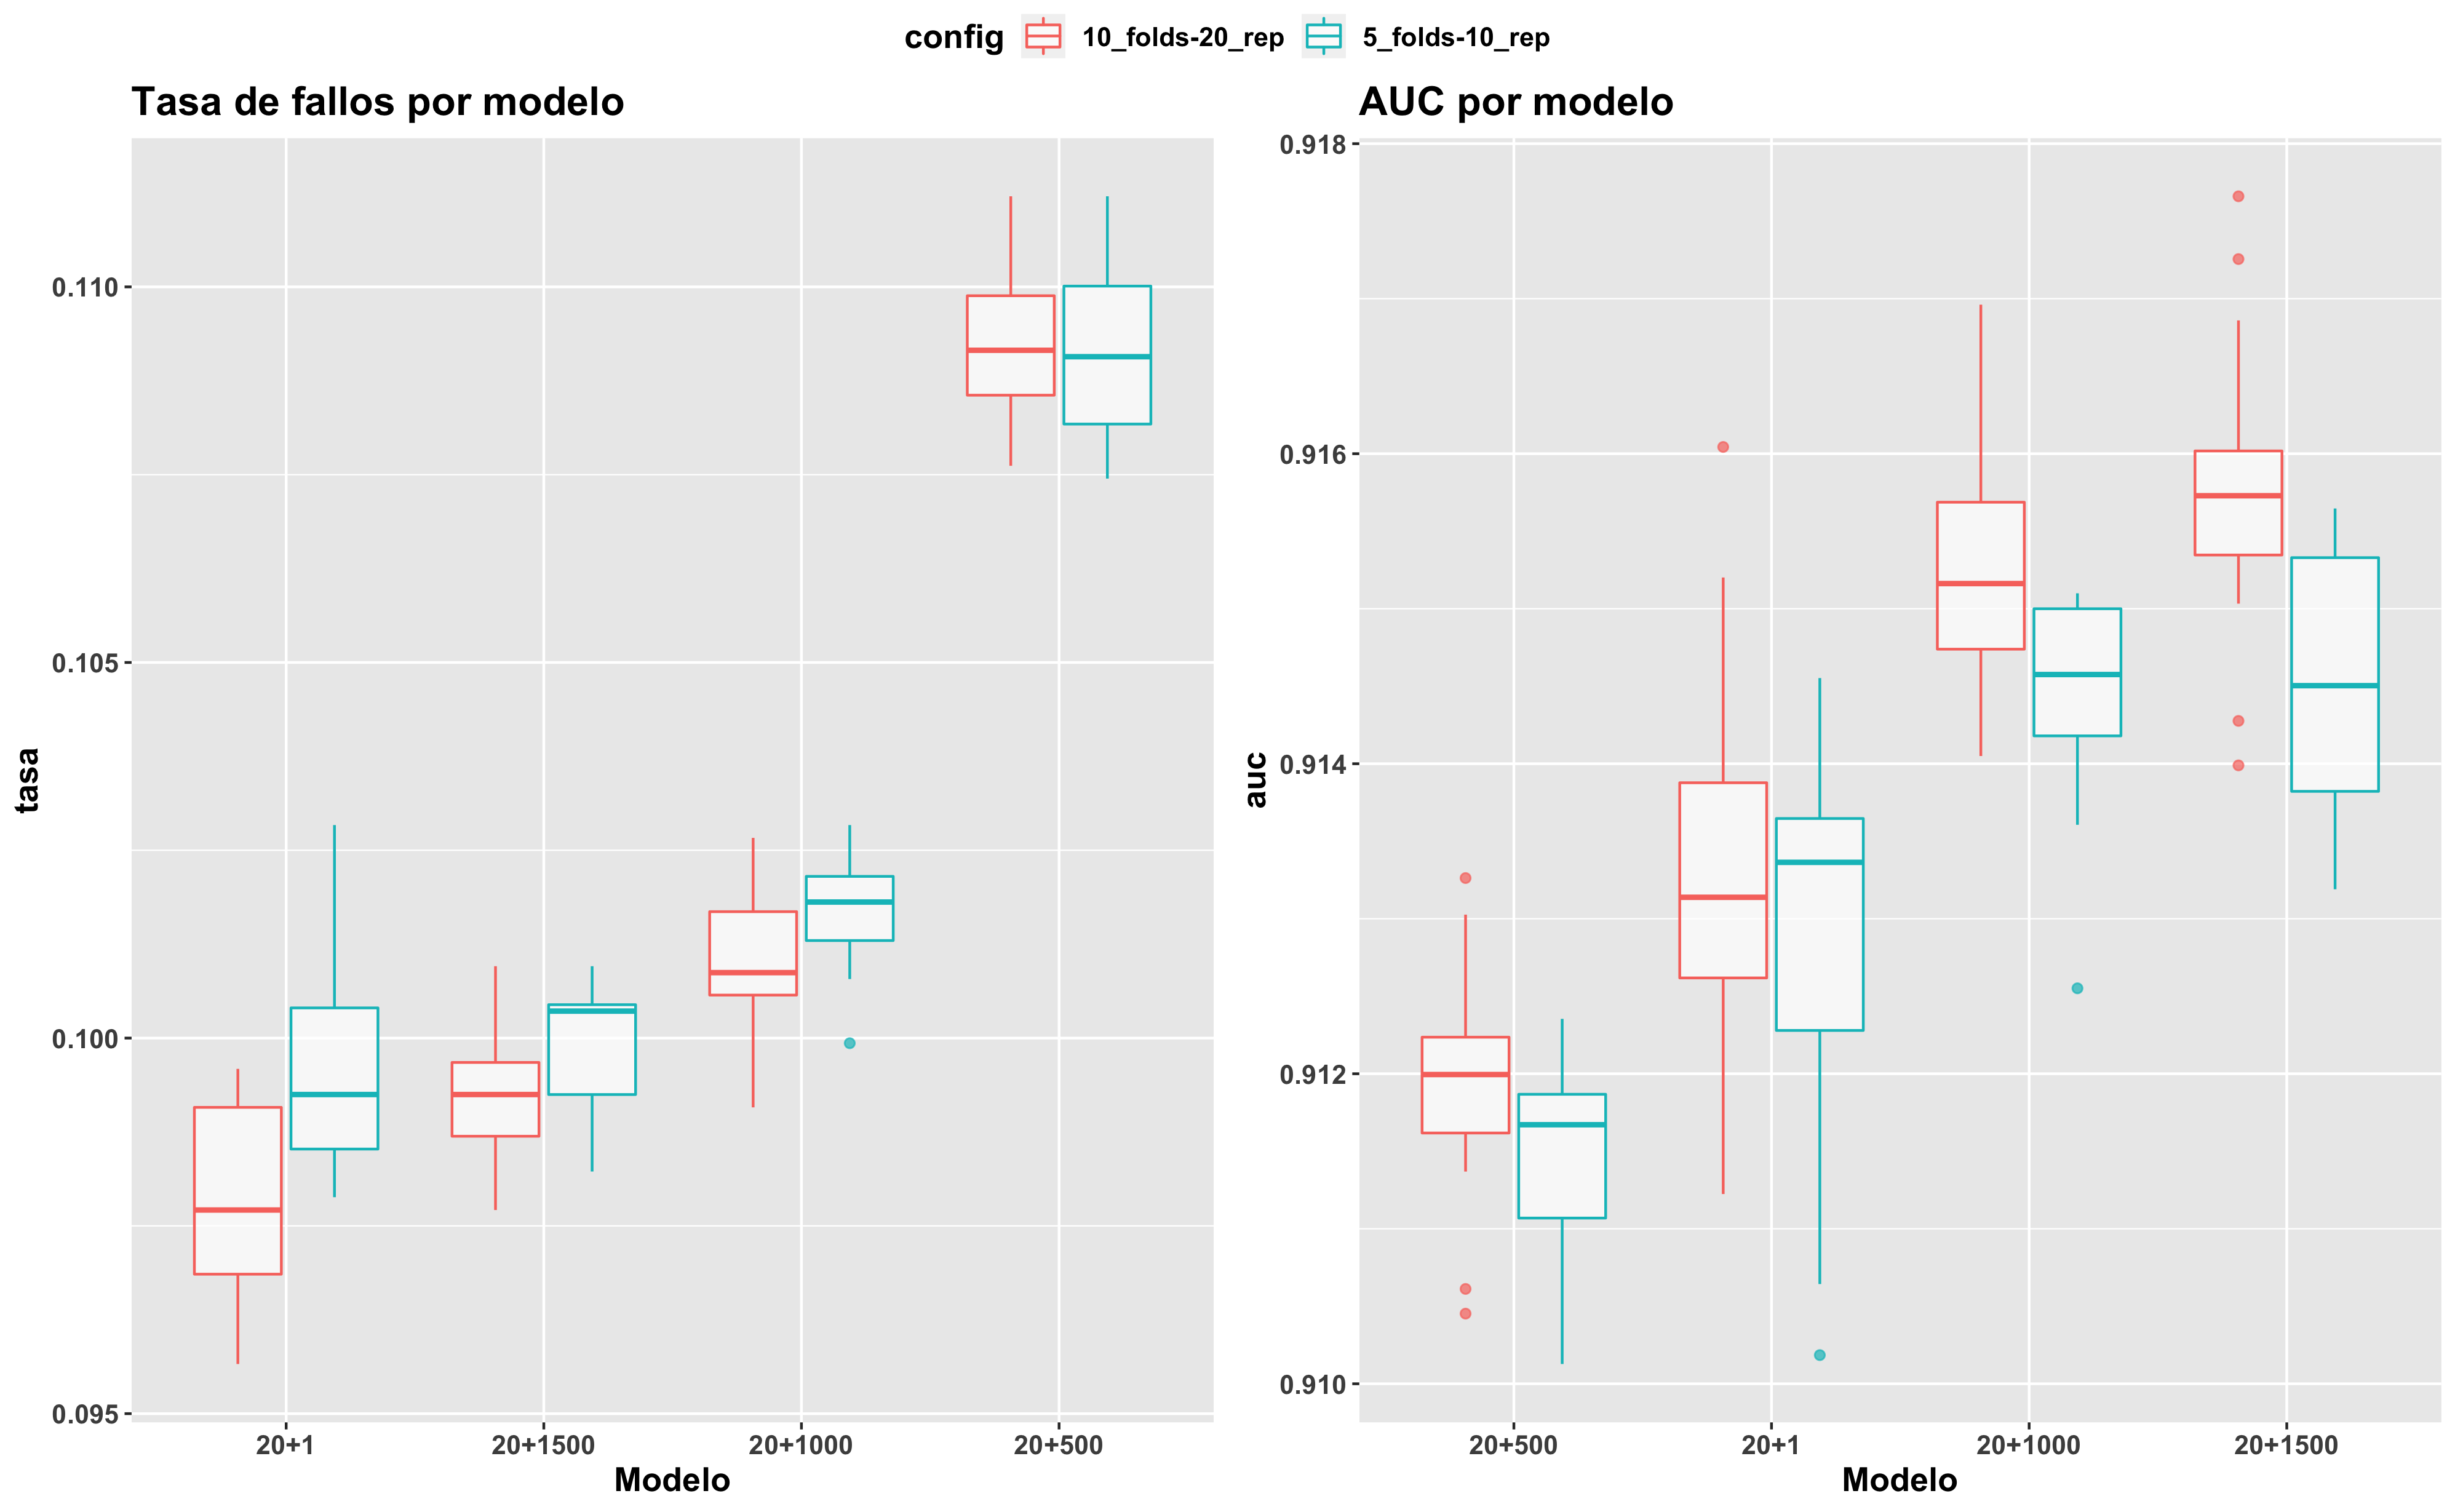 config 10_folds-20_rep 5_folds-10_rep
Tasa de fallos por modelo
tasa
0.110
0.105
0.100
0.095
20+1 20+1500 20+1000 20+500
Modelo
AUC por modelo
auc
0.918
0.916
0.914
0.912
0.910
20+500 20+1 20+1000 20+1500
Modelo